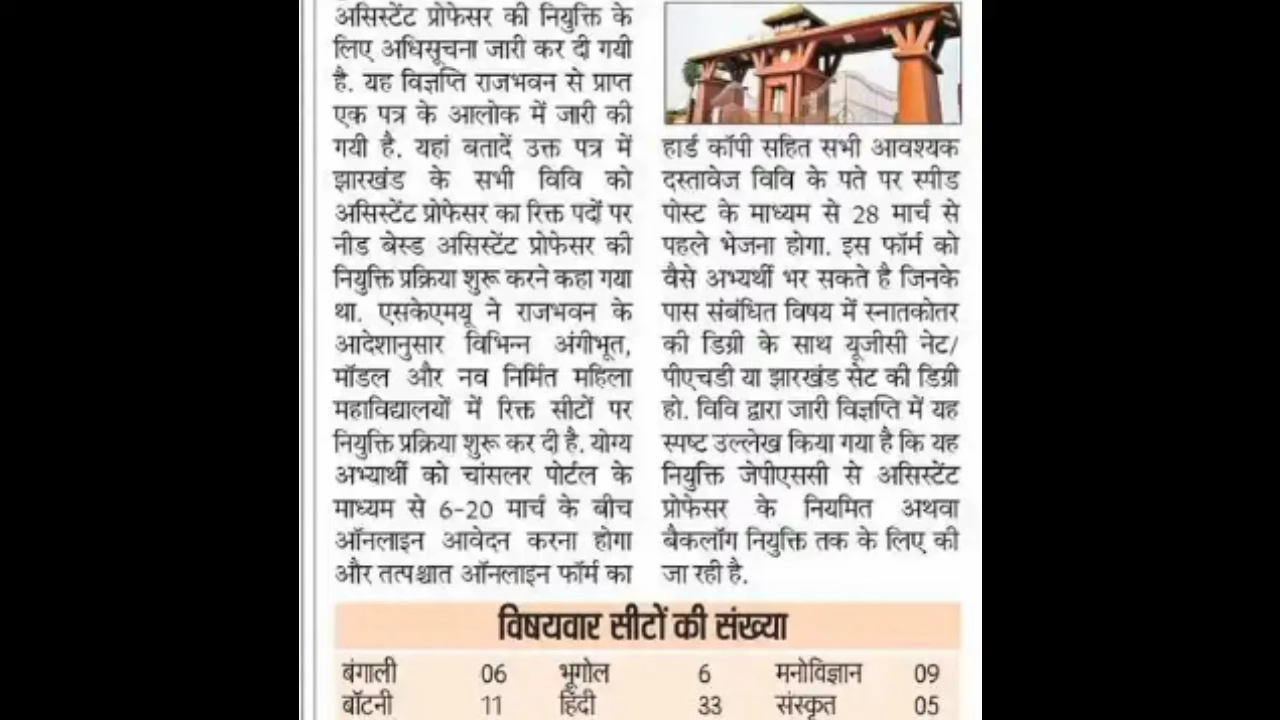 असिस्टेंट प्रोफेसर की नियुक्ति के
लिए अधिसूचना जारी कर दी गयी
है. यह विज्ञप्ति राजभवन से प्राप्त
एक पत्र के आलोक में जारी की
गयी है. यहां बतादें उक्त पत्र में
झारखंड के सभी विवि को
असिस्टेंट प्रोफेसर का रिक्त पदों पर
नीड बेस्ड असिस्टेंट प्रोफेसर की
नियुक्ति प्रक्रिया शुरू करने कहा गया
था. एसकेएमयू ने राजभवन के
आदेशानुसार विभिन्न अंगीभूत,
मॉडल और नव निर्मित महिला
महाविद्यालयों में रिक्त सीटों पर
नियुक्ति प्रक्रिया शुरू कर दी है. योग्य
अभ्यार्थी को चांसलर पोर्टल के
माध्यम से 6-20 मार्च के बीच
ऑनलाइन आवेदन करना होगा
और तत्पश्चात ऑनलाइन फॉर्म का
हार्ड कॉपी सहित सभी आवश्यक
दस्तावेज विवि के पते पर स्पीड
पोस्ट के माध्यम से 28 मार्च से
पहले भेजना होगा. इस फॉर्म को
वैसे अभ्यर्थी भर सकते है जिनके
पास संबंधित विषय में स्नातकोतर
की डिग्री के साथ यूजीसी नेट/
पीएचडी या झारखंड सेट की डिग्री
हो. विवि द्वारा जारी विज्ञप्ति में यह
स्पष्ट उल्लेख किया गया है कि यह
नियुक्ति जेपीएससी से असिस्टेंट
प्रोफेसर के नियमित अथवा
बैकलॉग नियुक्ति तक के लिए की
जा रही है.
विषयवार सीटों की संख्या
बंगाली 06 भूगोल 6 मनोविज्ञान 09
बॉटनी 11 हिंदी 33 संस्कृत 05